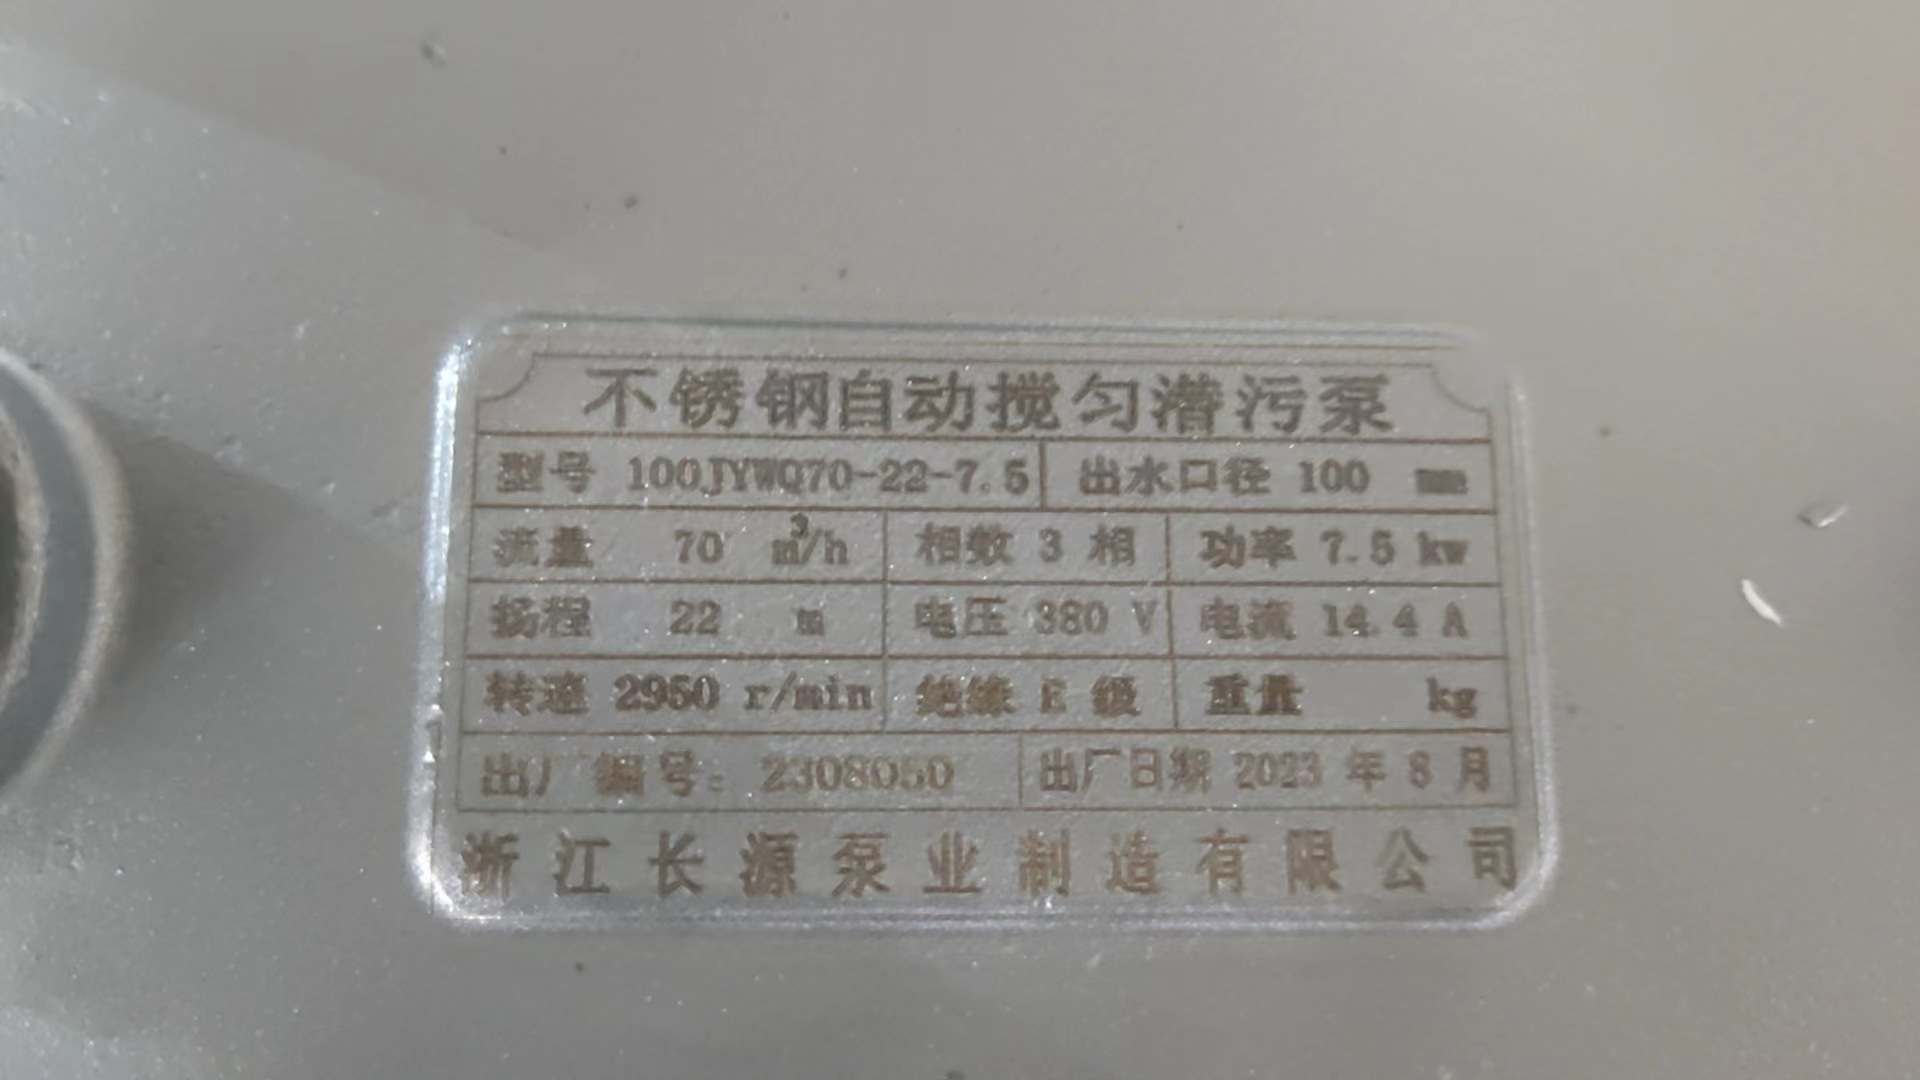 不锈钢自动搅匀潜污泵
型号 100JYWQ70-22-7.5 出水口径 100 mm
流量 70 m³/h 相数 3 相 功率 7.5 kw
扬程 22 m 电压 380 V 电流 14.4 A
转速 2950 r/min 绝缘 E 级 重量 kg
出厂编号：2308050 出厂日期 2023 年 8 月
浙江长源泵业制造有限公司